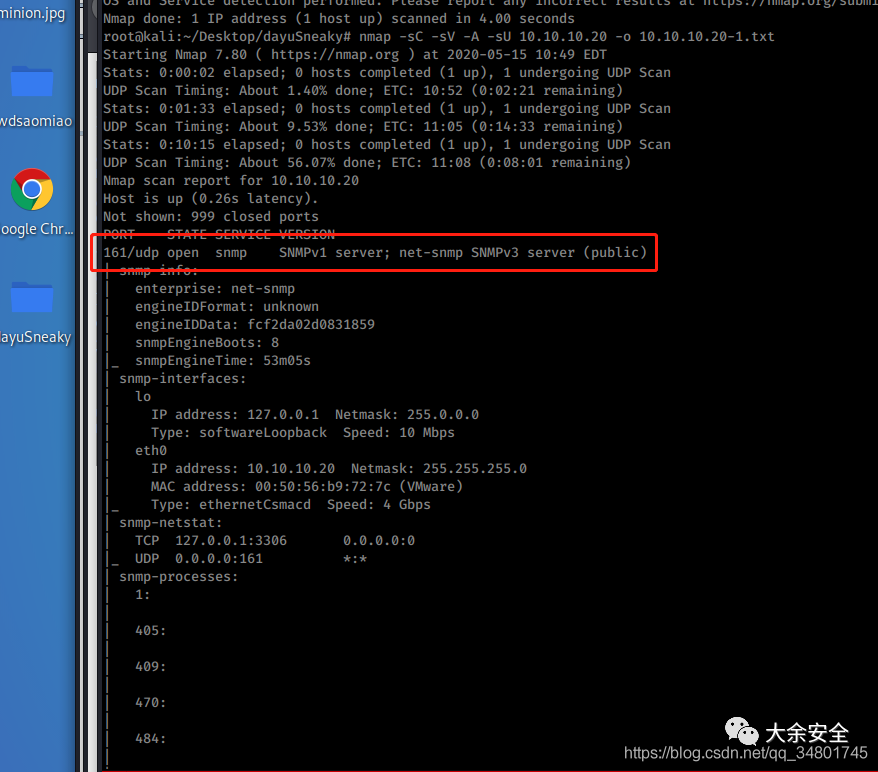 OS and Service detection performed. Please report any incorrect results at https://nmap.org/submi
Nmap done: 1 IP address (1 host up) scanned in 4.00 seconds
root@kali:~/Desktop/dayuSneaky# nmap -sC -sV -A -sU 10.10.10.20 -o 10.10.10.20-1.txt
Starting Nmap 7.80 ( https://nmap.org ) at 2020-05-15 10:49 EDT
Stats: 0:00:02 elapsed; 0 hosts completed (1 up), 1 undergoing UDP Scan
UDP Scan Timing: About 1.40% done; ETC: 10:52 (0:02:21 remaining)
Stats: 0:01:33 elapsed; 0 hosts completed (1 up), 1 undergoing UDP Scan
UDP Scan Timing: About 9.53% done; ETC: 11:05 (0:14:33 remaining)
Stats: 0:10:15 elapsed; 0 hosts completed (1 up), 1 undergoing UDP Scan
UDP Scan Timing: About 56.07% done; ETC: 11:08 (0:08:01 remaining)
Nmap scan report for 10.10.10.20
Host is up (0.26s latency).
Not shown: 999 closed ports
PORT    STATE SERVICE VERSION
161/udp open  snmp    SNMPv1 server; net-snmp SNMPv3 server (public)
| snmp-info:
|   enterprise: net-snmp
|   engineIDFormat: unknown
|   engineIDData: fcf2da02d0831859
|   snmpEngineBoots: 8
|_  snmpEngineTime: 53m05s
| snmp-interfaces:
|   lo
|     IP address: 127.0.0.1  Netmask: 255.0.0.0
|     Type: softwareLoopback  Speed: 10 Mbps
|   eth0
|     IP address: 10.10.10.20  Netmask: 255.255.255.0
|     MAC address: 00:50:56:b9:72:7c (VMware)
|_    Type: ethernetCsmacd  Speed: 4 Gbps
| snmp-netstat:
|   TCP  127.0.0.1:3306       0.0.0.0:0
|_  UDP  0.0.0.0:161          *:*
| snmp-processes:
|   1:
|
|   405:
|
|   409:
|
|   470:
|
|   484:
|
minion.jpg
wdsaomiao
oogle Chr...
dayuSneaky
大余安全
https://blog.csdn.net/qq_34801745